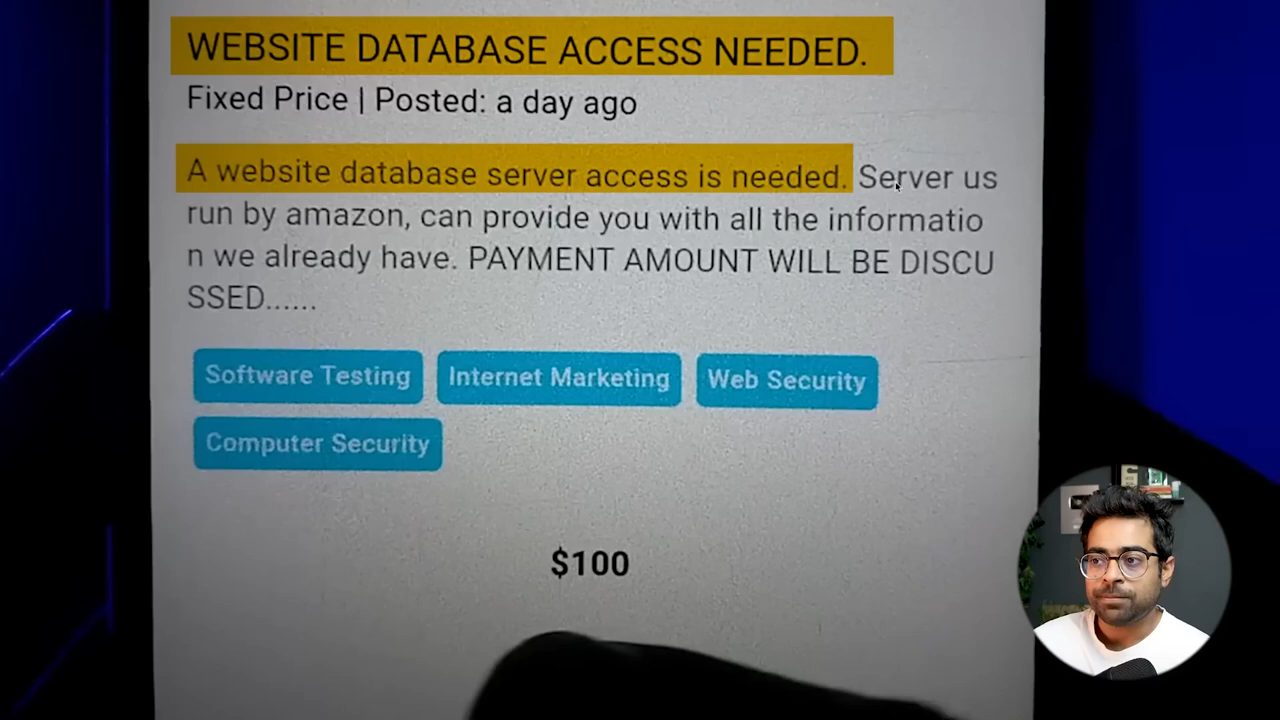 WEBSITE DATABASE ACCESS NEEDED.
Fixed Price | Posted: a day ago
A website database server access is needed. Server us
run by amazon, can provide you with all the informatio
n we already have. PAYMENT AMOUNT WILL BE DISCU
SSED......
Software Testing
Internet Marketing
Web Security
Computer Security
$100